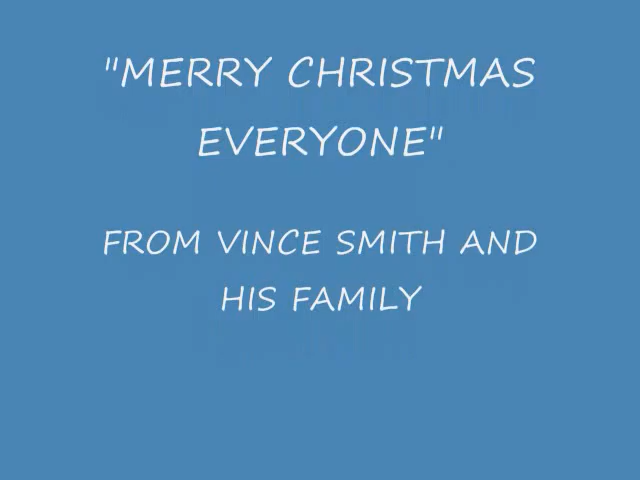 "MERRY CHRISTMAS
EVERYONE"
FROM VINCE SMITH AND
HIS FAMILY